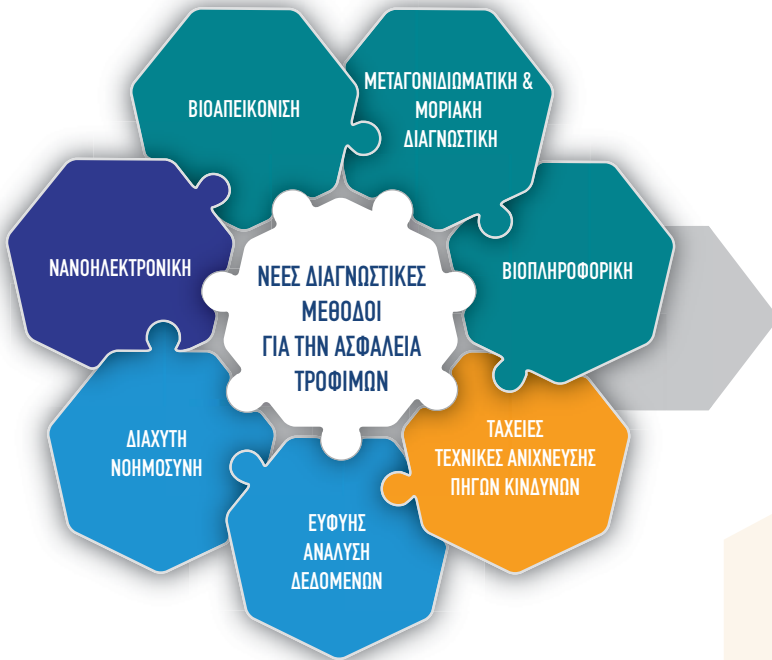 ΒΙΟΑΠΕΙΚΟΝΙΣΗ
ΜΕΤΑΓΟΝΙΔΙΩΜΑΤΙΚΗ &
ΜΟΡΙΑΚΗ
ΔΙΑΓΝΩΣΤΙΚΗ
ΝΑΝΟΗΛΕΚΤΡΟΝΙΚΗ
ΝΕΕΣ ΔΙΑΓΝΩΣΤΙΚΕΣ
ΜΕΘΟΔΟΙ
ΓΙΑ ΤΗΝ ΑΣΦΑΛΕΙΑ
ΤΡΟΦΙΜΩΝ
ΒΙΟΠΛΗΡΟΦΟΡΙΚΗ
ΔΙΑΧΥΤΗ
ΝΟΗΜΟΣΥΝΗ
ΤΑΧΕΙΕΣ
ΤΕΧΝΙΚΕΣ ΑΝΙΧΝΕΥΣΗΣ
ΠΗΓΩΝ ΚΙΝΔΥΝΩΝ
ΕΥΦΥΗΣ
ΑΝΑΛΥΣΗ
ΔΕΔΟΜΕΝΩΝ